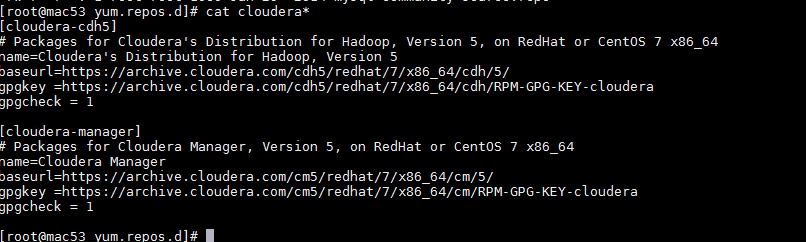 [root@mac53 yum.repos.d]# cat cloudera*
[cloudera-cdh5]
# Packages for Cloudera's Distribution for Hadoop, Version 5, on RedHat or CentOS 7 x86_64
name=Cloudera's Distribution for Hadoop, Version 5
baseurl=https://archive.cloudera.com/cdh5/redhat/7/x86_64/cdh/5/
gpgkey =https://archive.cloudera.com/cdh5/redhat/7/x86_64/cdh/RPM-GPG-KEY-cloudera
gpgcheck = 1
[cloudera-manager]
# Packages for Cloudera Manager, Version 5, on RedHat or CentOS 7 x86_64
name=Cloudera Manager
baseurl=https://archive.cloudera.com/cm5/redhat/7/x86_64/cm/5/
gpgkey =https://archive.cloudera.com/cm5/redhat/7/x86_64/cm/RPM-GPG-KEY-cloudera
gpgcheck = 1
[root@mac53 yum.repos.d]#